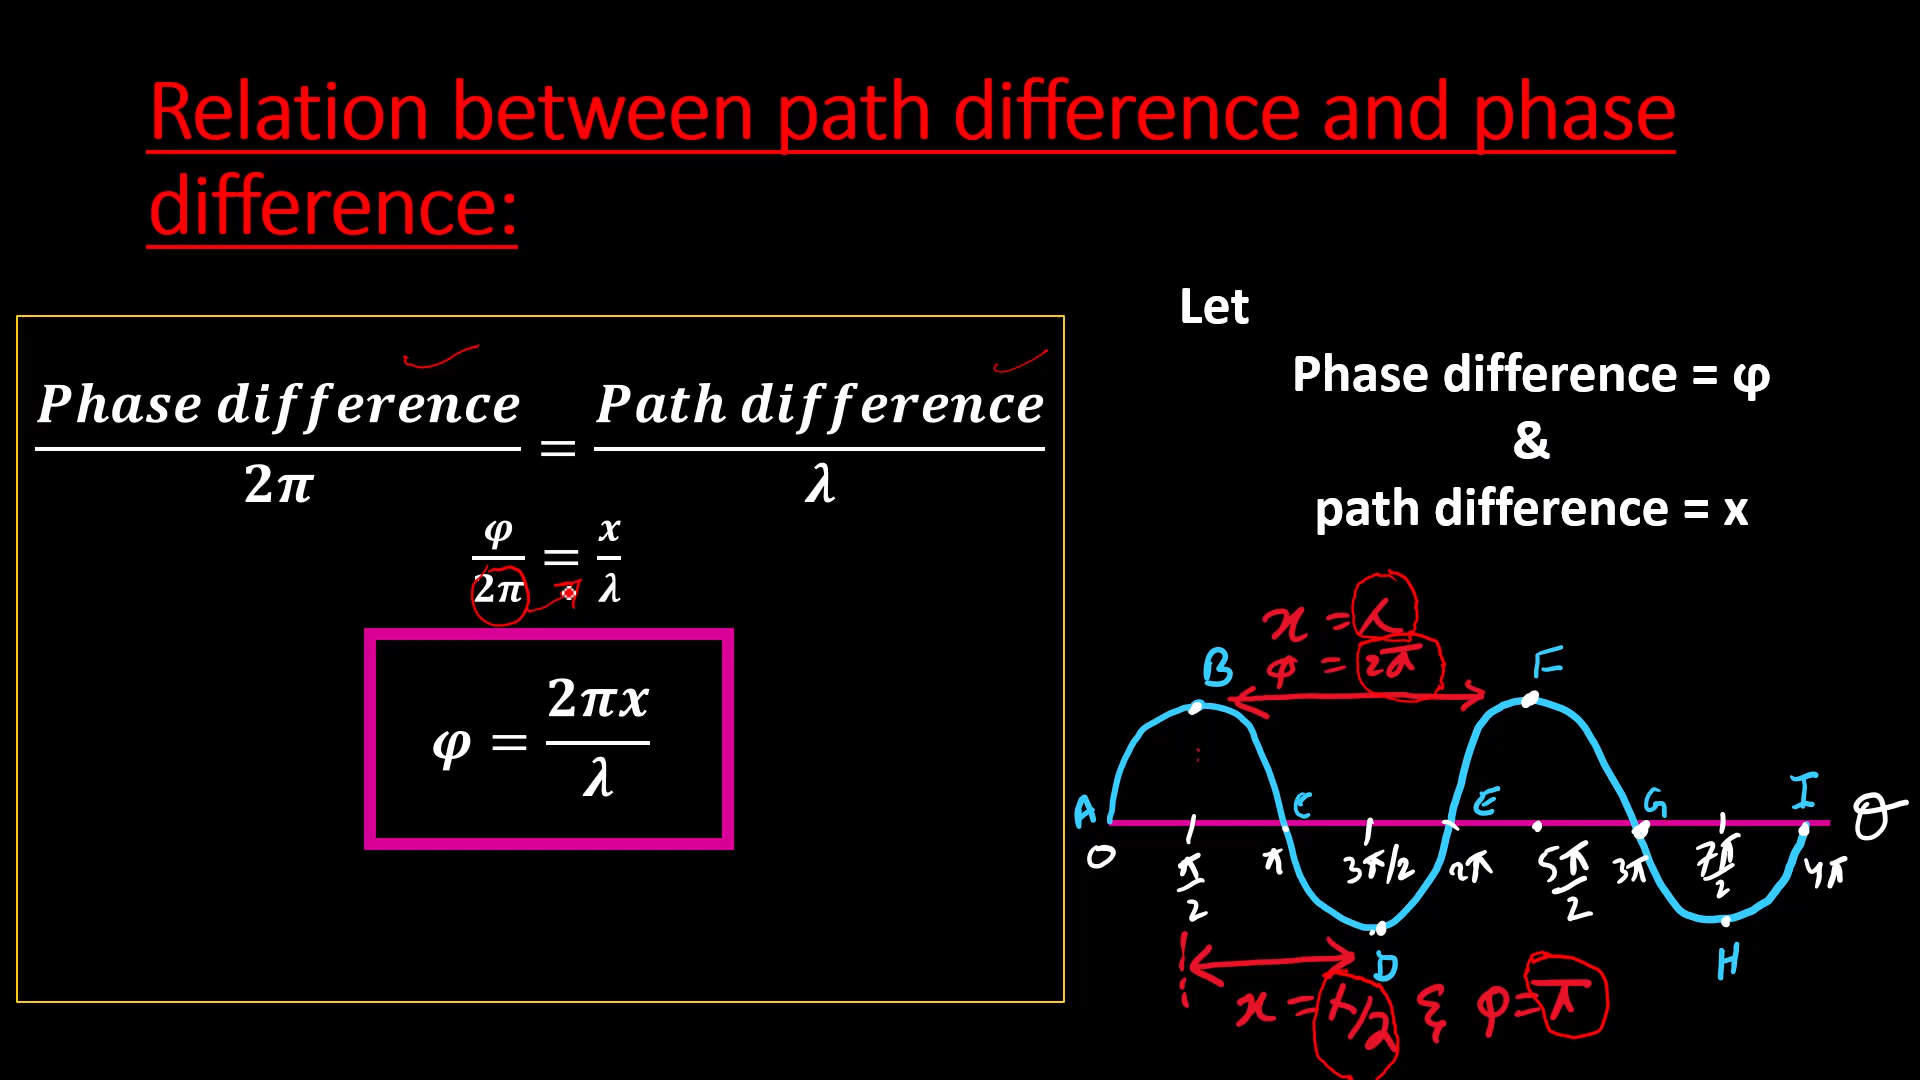 Relation between path difference and phase
difference:
Let
Phase difference = φ
&
path difference = x
Phase difference / 2π = Path difference / λ
φ / 2π = x / λ
φ = 2πx / λ
x = λ
φ = 2π
B F
A C E G I θ
0 π/2 π 3π/2 2π 5π/2 3π 7π/2 4π
D H
x = λ/2 & φ = π